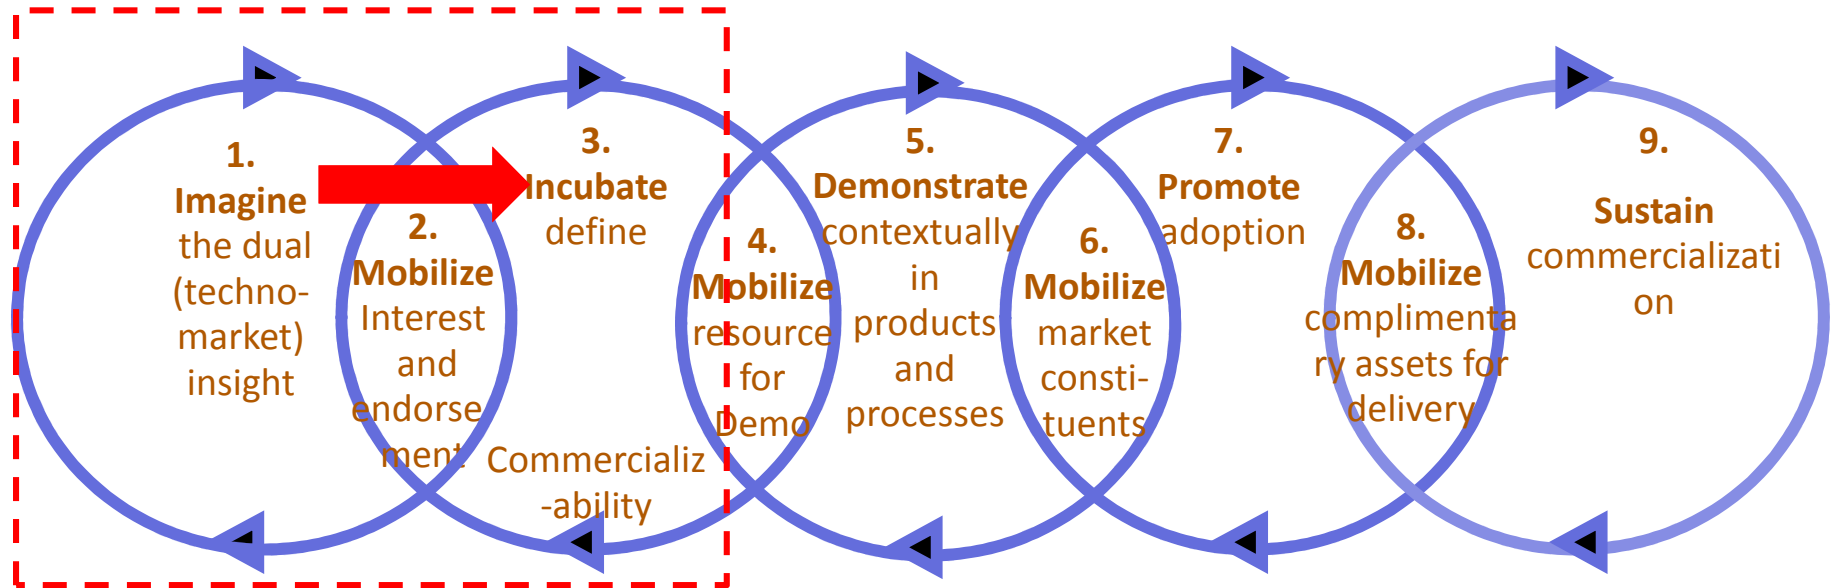 1.
Imagine
the dual
(techno-
market)
insight
2.
Mobilize
Interest
and
endorse
ment
3.
Incubate
define
Commercializ
-ability
4.
Mobilize
resource
for
Demo
5.
Demonstrate
contextually
in
products
and
processes
6.
Mobilize
market
consti-
tuents
7.
Promote
adoption
8.
Mobilize
complimenta
ry assets for
delivery
9.
Sustain
commercializati
on